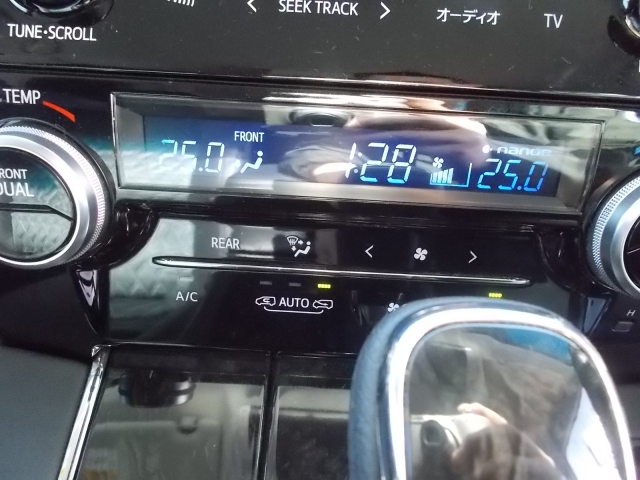 SEEK TRACK
オーディオ
TV
TUNE•SCROLL
TEMP
FRONT
25.0
1:28
nanoe
25.0
FRONT
DUAL
REAR
A/C
AUTO
H